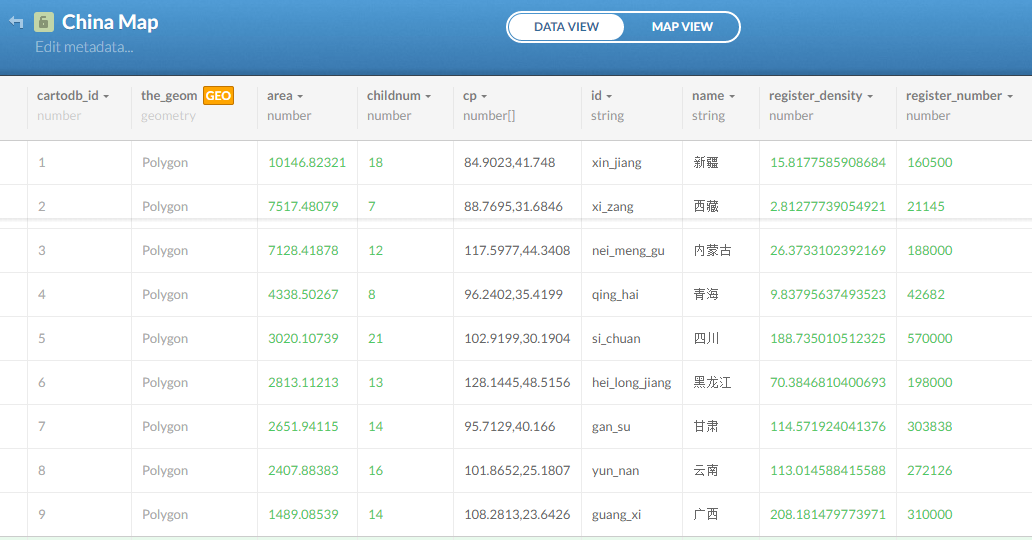 China Map
DATA VIEW MAP VIEW
Edit metadata...
cartodb_id the_geom GEO area childnum cp id name register_density register_number
number geometry number number number[] string string number number
1 Polygon 10146.82321 18 84.9023,41.748 xin_jiang 新疆 15.8177585908684 160500
2 Polygon 7517.48079 7 88.7695,31.6846 xi_zang 西藏 2.81277739054921 21145
3 Polygon 7128.41878 12 117.5977,44.3408 nei_meng_gu 内蒙古 26.3733102392169 188000
4 Polygon 4338.50267 8 96.2402,35.4199 qing_hai 青海 9.83795637493523 42682
5 Polygon 3020.10739 21 102.9199,30.1904 si_chuan 四川 188.735010512325 570000
6 Polygon 2813.11213 13 128.1445,48.5156 hei_long_jiang 黑龙江 70.3846810400693 198000
7 Polygon 2651.94115 14 95.7129,40.166 gan_su 甘肃 114.571924041376 303838
8 Polygon 2407.88383 16 101.8652,25.1807 yun_nan 云南 113.014588415588 272126
9 Polygon 1489.08539 14 108.2813,23.6426 guang_xi 广西 208.181479773971 310000